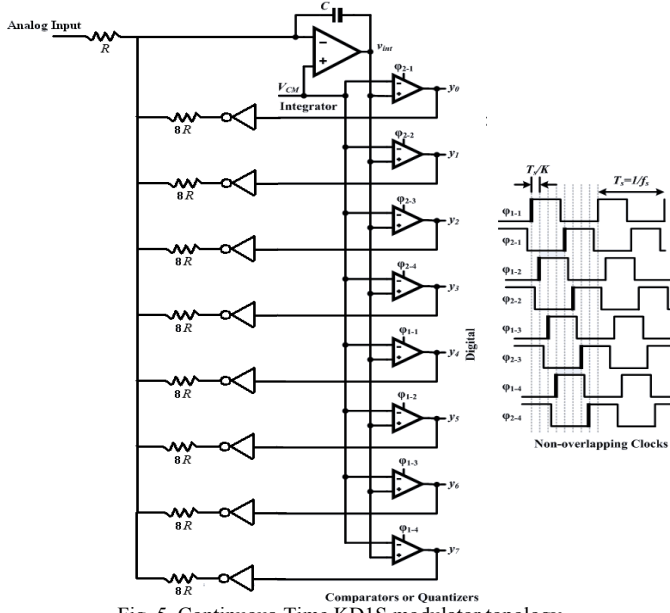 Analog Input
R
C
v_int
V_CM
Integrator
φ2-1
y0
8R
φ2-2
y1
8R
φ2-3
y2
8R
φ2-4
y3
8R
φ1-1
y4
8R
φ1-2
y5
8R
φ1-3
y6
8R
φ1-4
y7
8R
Digital
Comparators or Quantizers
Ts/K
Ts=1/fs
φ1-1
φ2-1
φ1-2
φ2-2
φ1-3
φ2-3
φ1-4
φ2-4
Non-overlapping Clocks
Fig. 5. Continuous-Time KD1S modulator topology